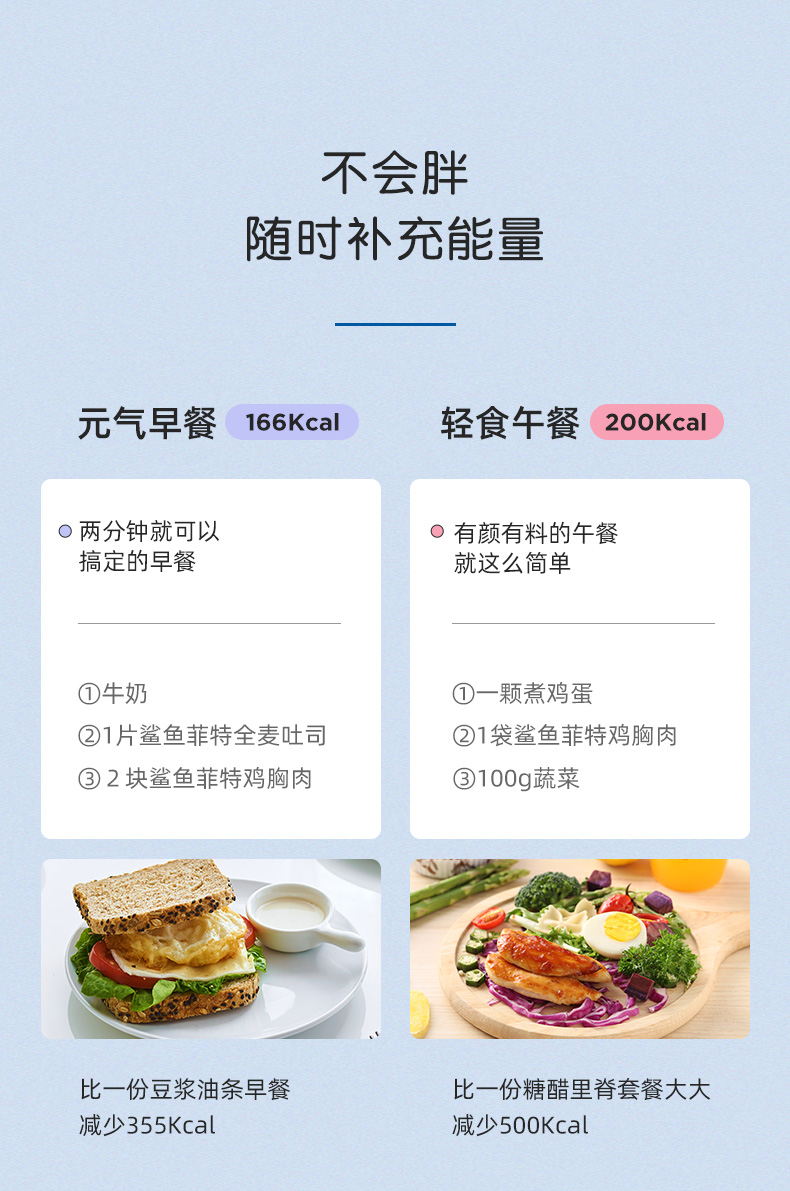 不会胖
随时补充能量
元气早餐 166Kcal
两分钟就可以
搞定的早餐
①牛奶
②1片鲨鱼菲特全麦吐司
③2块鲨鱼菲特鸡胸肉
比一份豆浆油条早餐
减少355Kcal
轻食午餐 200Kcal
有颜有料的午餐
就这么简单
①一颗煮鸡蛋
②1袋鲨鱼菲特鸡胸肉
③100g蔬菜
比一份糖醋里脊套餐大大
减少500Kcal